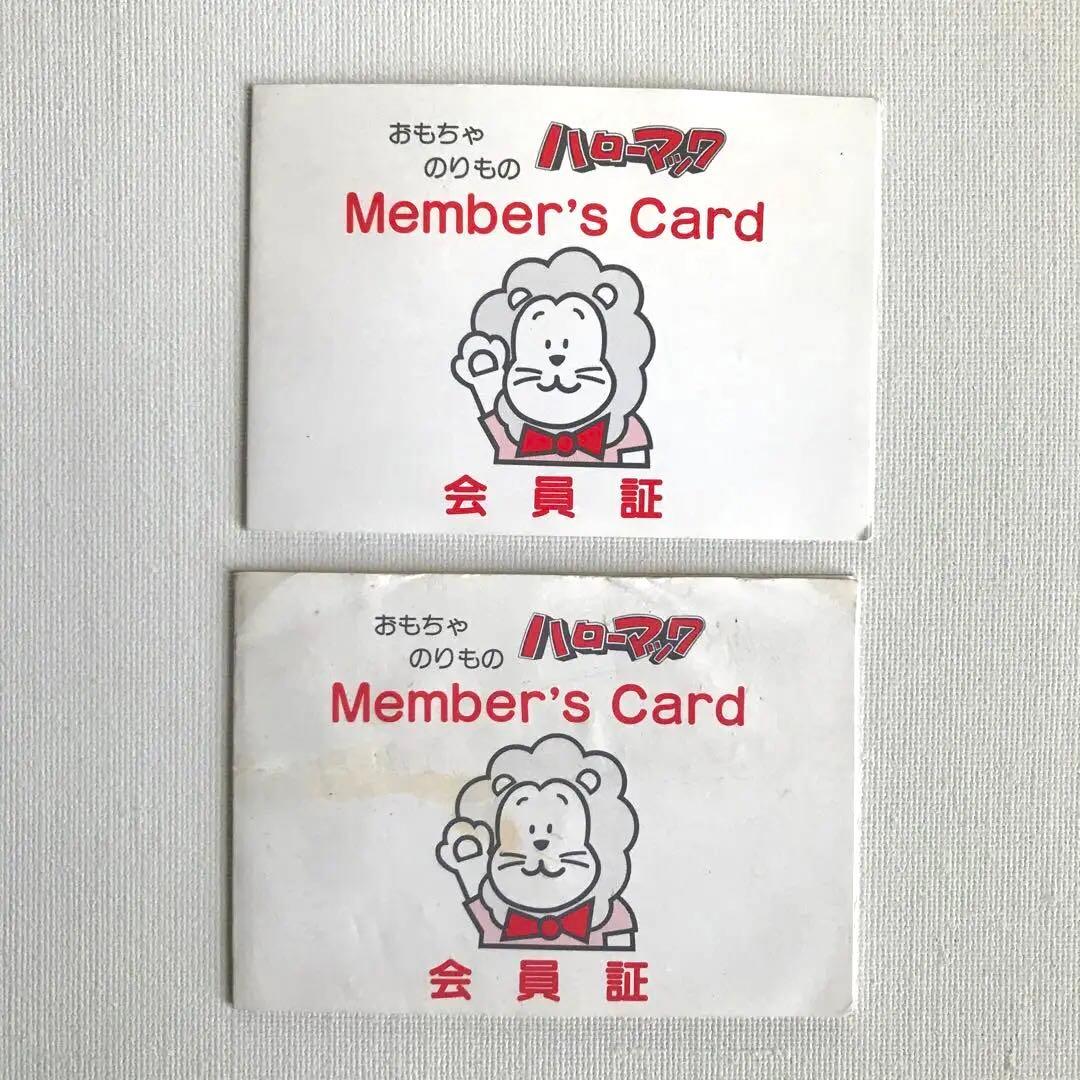 おもちゃ
のりもの
ハローマック
Member's Card
会員証
おもちゃ
のりもの
ハローマック
Member's Card
会員証